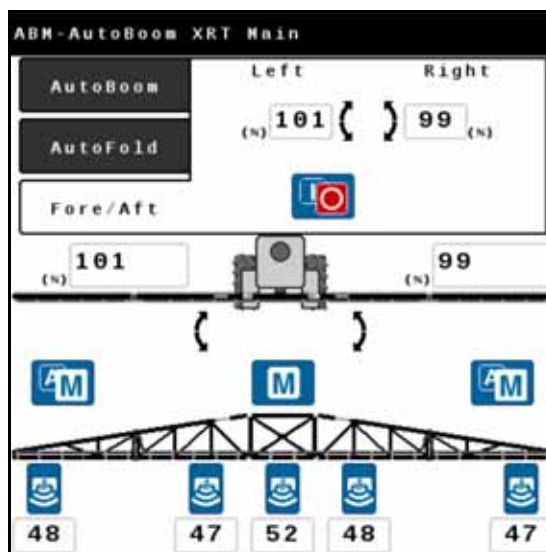 ABM-AutoBoom XRT Main
AutoBoom
AutoFold
Fore/Aft
Left Right
(%) 101 99 (%)
I
(%) 101 (%) 99
A M M A M
48 47 52 48 47